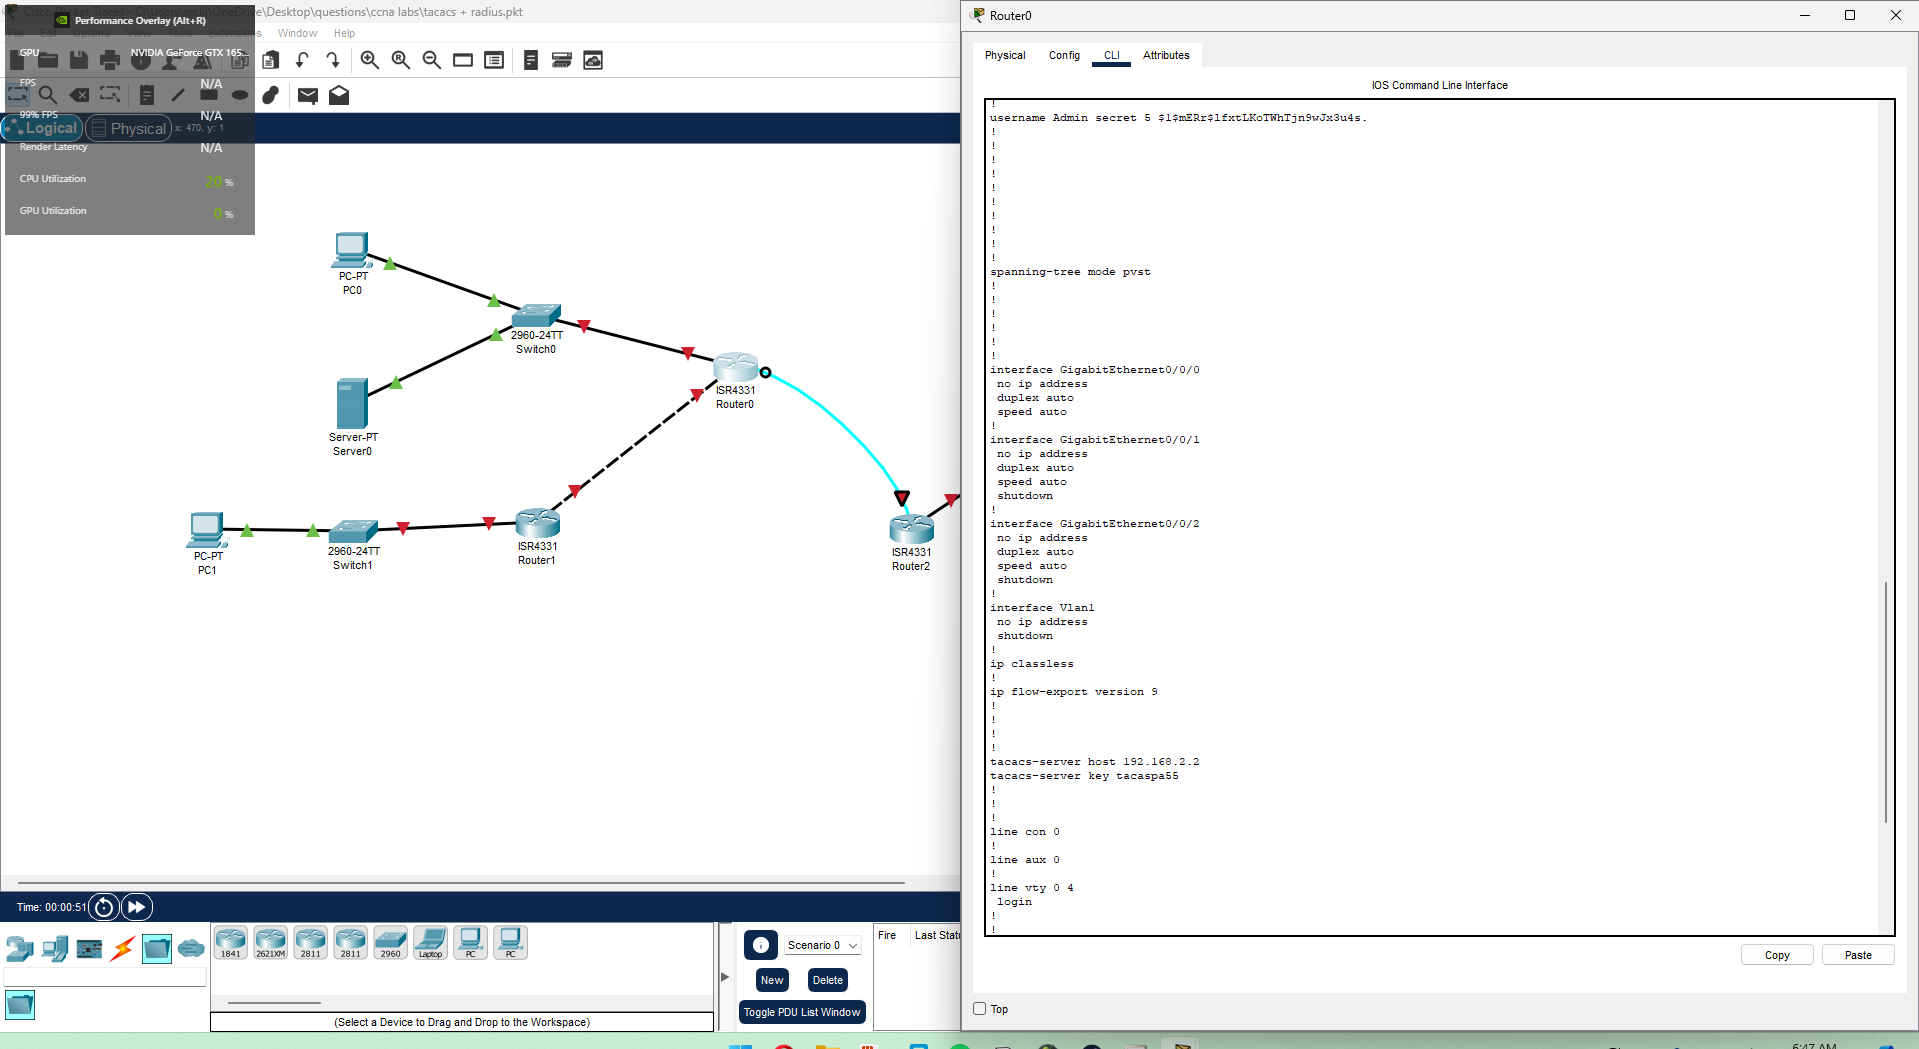 Performance Overlay (Alt+R)
OneDrive\Desktop\questions\ccna labs\tacacs + radius.pkt
Window
Help
GPU
NVIDIA GeForce GTX 165...
FPS
N/A
99% FPS
N/A
Logical
Physical
x: 470, y: 1
Render Latency
N/A
CPU Utilization
20 %
GPU Utilization
0 %
PC-PT
PC0
2960-24TT
Switch0
Server-PT
Server0
ISR4331
Router0
PC-PT
PC1
2960-24TT
Switch1
ISR4331
Router1
ISR4331
Router2
Time: 00:00:51
1841
2621XM
2811
2811
2960
Laptop
PC
PC
(Select a Device to Drag and Drop to the Workspace)
Scenario 0
New
Delete
Toggle PDU List Window
Fire
Last Statu
Router0
Physical
Config
CLI
Attributes
IOS Command Line Interface
!
username Admin secret 5 $1$mERr$lfxtLKoTWhTjn9wJx3u4s.
!
!
!
!
!
!
!
!
!
!
spanning-tree mode pvst
!
!
!
!
!
!
interface GigabitEthernet0/0/0
no ip address
duplex auto
speed auto
!
interface GigabitEthernet0/0/1
no ip address
duplex auto
speed auto
shutdown
!
interface GigabitEthernet0/0/2
no ip address
duplex auto
speed auto
shutdown
!
interface Vlan1
no ip address
shutdown
!
ip classless
!
ip flow-export version 9
!
!
!
!
!
tacacs-server host 192.168.2.2
tacacs-server key tacaspa55
!
!
!
line con 0
!
line aux 0
!
line vty 0 4
login
!
!
Copy
Paste
Top
6:47 AM